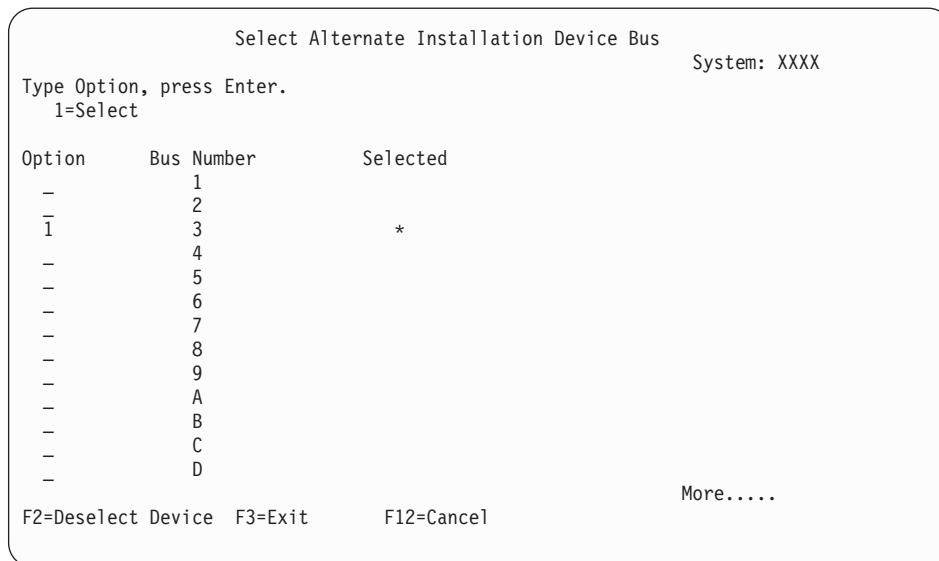 Select Alternate Installation Device Bus
System: XXXX
Type Option, press Enter.
1=Select
Option Bus Number Selected
_ 1
_ 2
1 3 *
_ 4
_ 5
_ 6
_ 7
_ 8
_ 9
_ A
_ B
_ C
_ D
More.....
F2=Deselect Device F3=Exit F12=Cancel